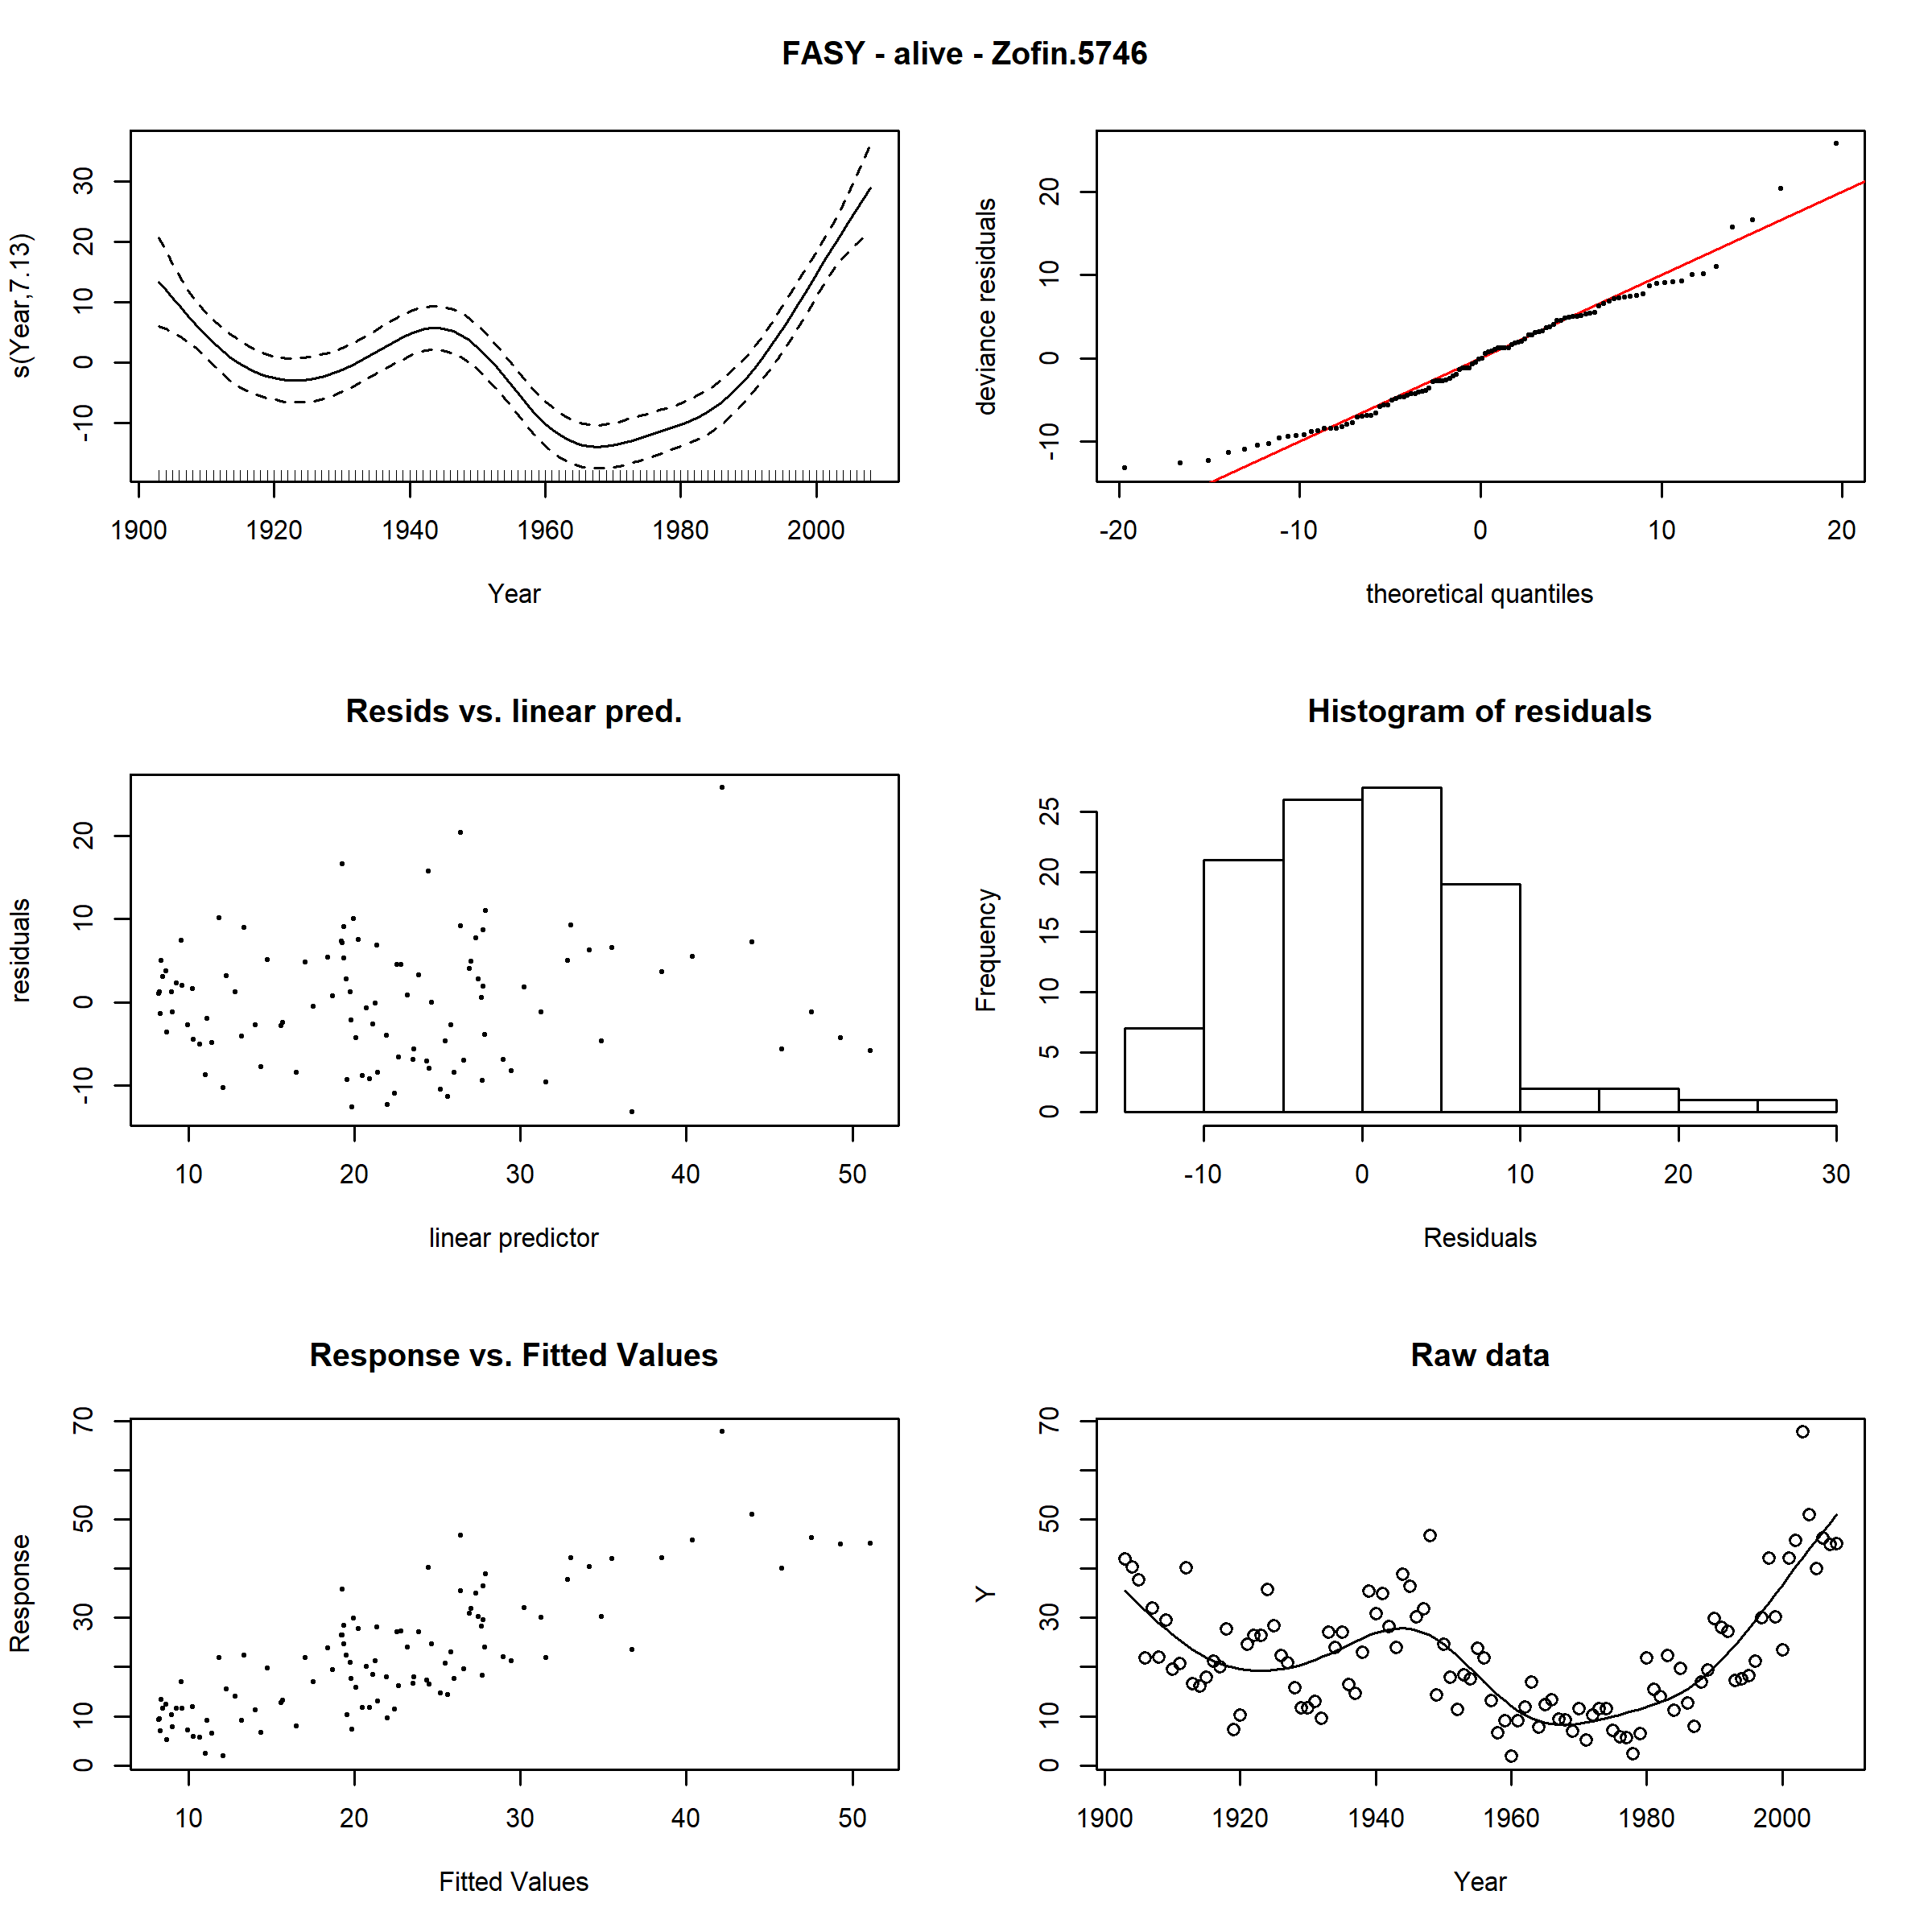 FASY - alive - Zofin.5746
s(Year,7.13)
-10 0 10 20 30
1900 1920 1940 1960 1980 2000
Year
deviance residuals
-10 0 10 20
-20 -10 0 10 20
theoretical quantiles
Resids vs. linear pred.
residuals
-10 0 10 20
10 20 30 40 50
linear predictor
Histogram of residuals
Frequency
0 5 10 15 20 25
-10 0 10 20 30
Residuals
Response vs. Fitted Values
Response
0 10 30 50 70
10 20 30 40 50
Fitted Values
Raw data
Y
0 10 30 50 70
1900 1920 1940 1960 1980 2000
Year